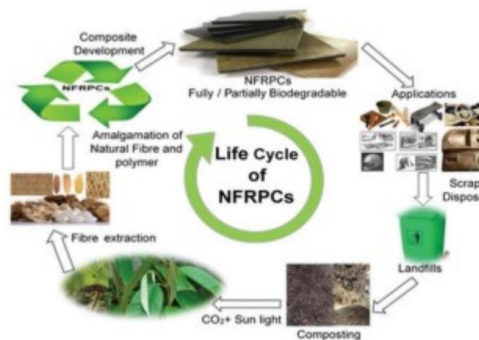 Composite
Development
NFRPCs
NFRPCs
Fully / Partially Biodegradable
Applications
Scrap
Dispos
Landfills
Composting
CO₂+ Sun light
Fibre extraction
Amalgamation of
Natural Fibre and
polymer
Life Cycle
of
NFRPCs